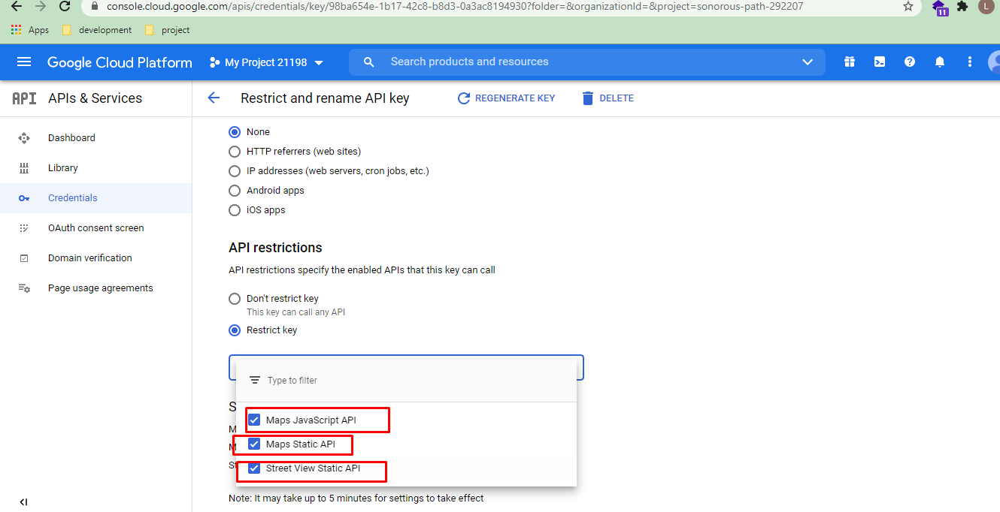 console.cloud.google.com/apis/credentials/key/98ba654e-1b17-42c8-b8d3-0a3ac8194930?folder=&organizationId=&project=sonorous-path-292207
11
L
Apps
development
project
Google Cloud Platform
My Project 21198
Search products and resources
API APIs & Services
Restrict and rename API key
REGENERATE KEY
DELETE
Dashboard
Library
Credentials
OAuth consent screen
Domain verification
Page usage agreements
None
HTTP referrers (web sites)
IP addresses (web servers, cron jobs, etc.)
Android apps
iOS apps
API restrictions
API restrictions specify the enabled APIs that this key can call
Don't restrict key
This key can call any API
Restrict key
Type to filter
S
M
Maps JavaScript API
M
Maps Static API
St
Street View Static API
Note: It may take up to 5 minutes for settings to take effect